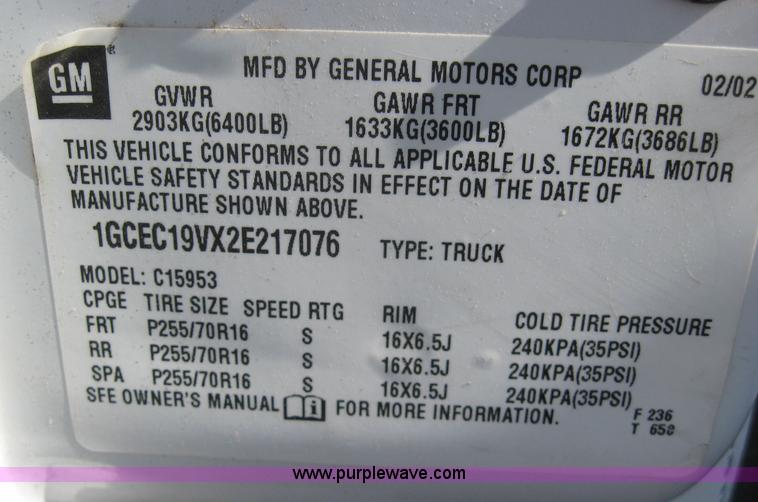 GM ®
MFD BY GENERAL MOTORS CORP 02/02
GVWR GAWR FRT GAWR RR
2903KG(6400LB) 1633KG(3600LB) 1672KG(3686LB)
THIS VEHICLE CONFORMS TO ALL APPLICABLE U.S. FEDERAL MOTOR
VEHICLE SAFETY STANDARDS IN EFFECT ON THE DATE OF
MANUFACTURE SHOWN ABOVE.
1GCEC19VX2E217076 TYPE: TRUCK
MODEL: C15953
CPGE TIRE SIZE SPEED RTG RIM COLD TIRE PRESSURE
FRT P255/70R16 S 16X6.5J 240KPA(35PSI)
RR P255/70R16 S 16X6.5J 240KPA(35PSI)
SPA P255/70R16 S 16X6.5J 240KPA(35PSI)
SFE OWNER'S MANUAL i FOR MORE INFORMATION.
F 236
T 658
www.purplewave.com